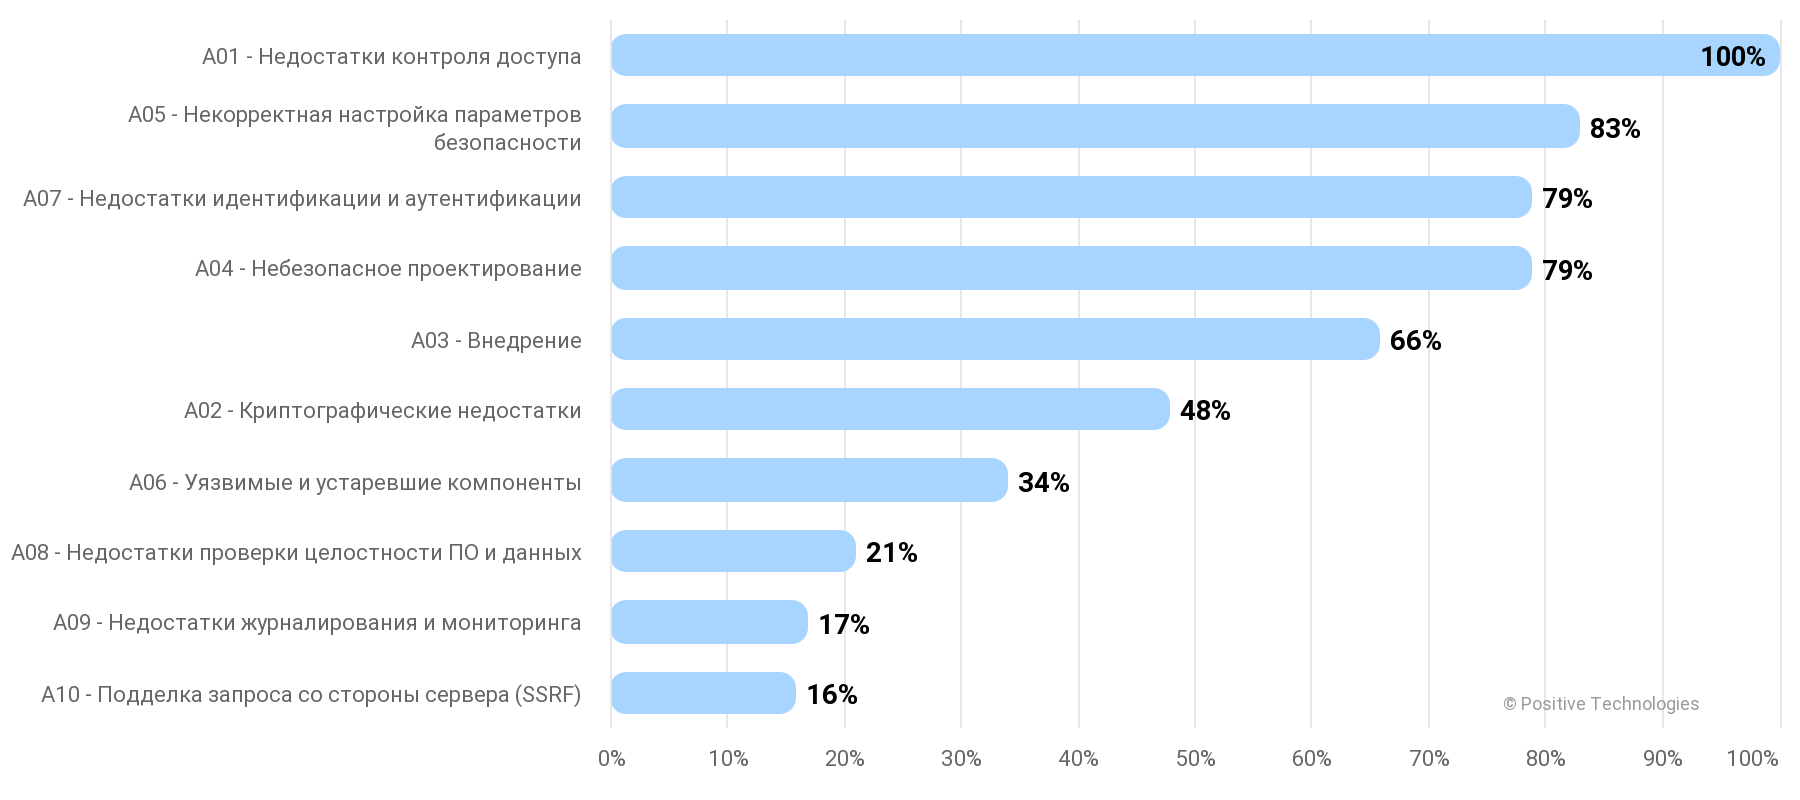 A01 - Недостатки контроля доступа
100%
A05 - Некорректная настройка параметров
безопасности
83%
A07 - Недостатки идентификации и аутентификации
79%
A04 - Небезопасное проектирование
79%
A03 - Внедрение
66%
A02 - Криптографические недостатки
48%
A06 - Уязвимые и устаревшие компоненты
34%
A08 - Недостатки проверки целостности ПО и данных
21%
A09 - Недостатки журналирования и мониторинга
17%
A10 - Подделка запроса со стороны сервера (SSRF)
16%
© Positive Technologies
0% 10% 20% 30% 40% 50% 60% 70% 80% 90% 100%